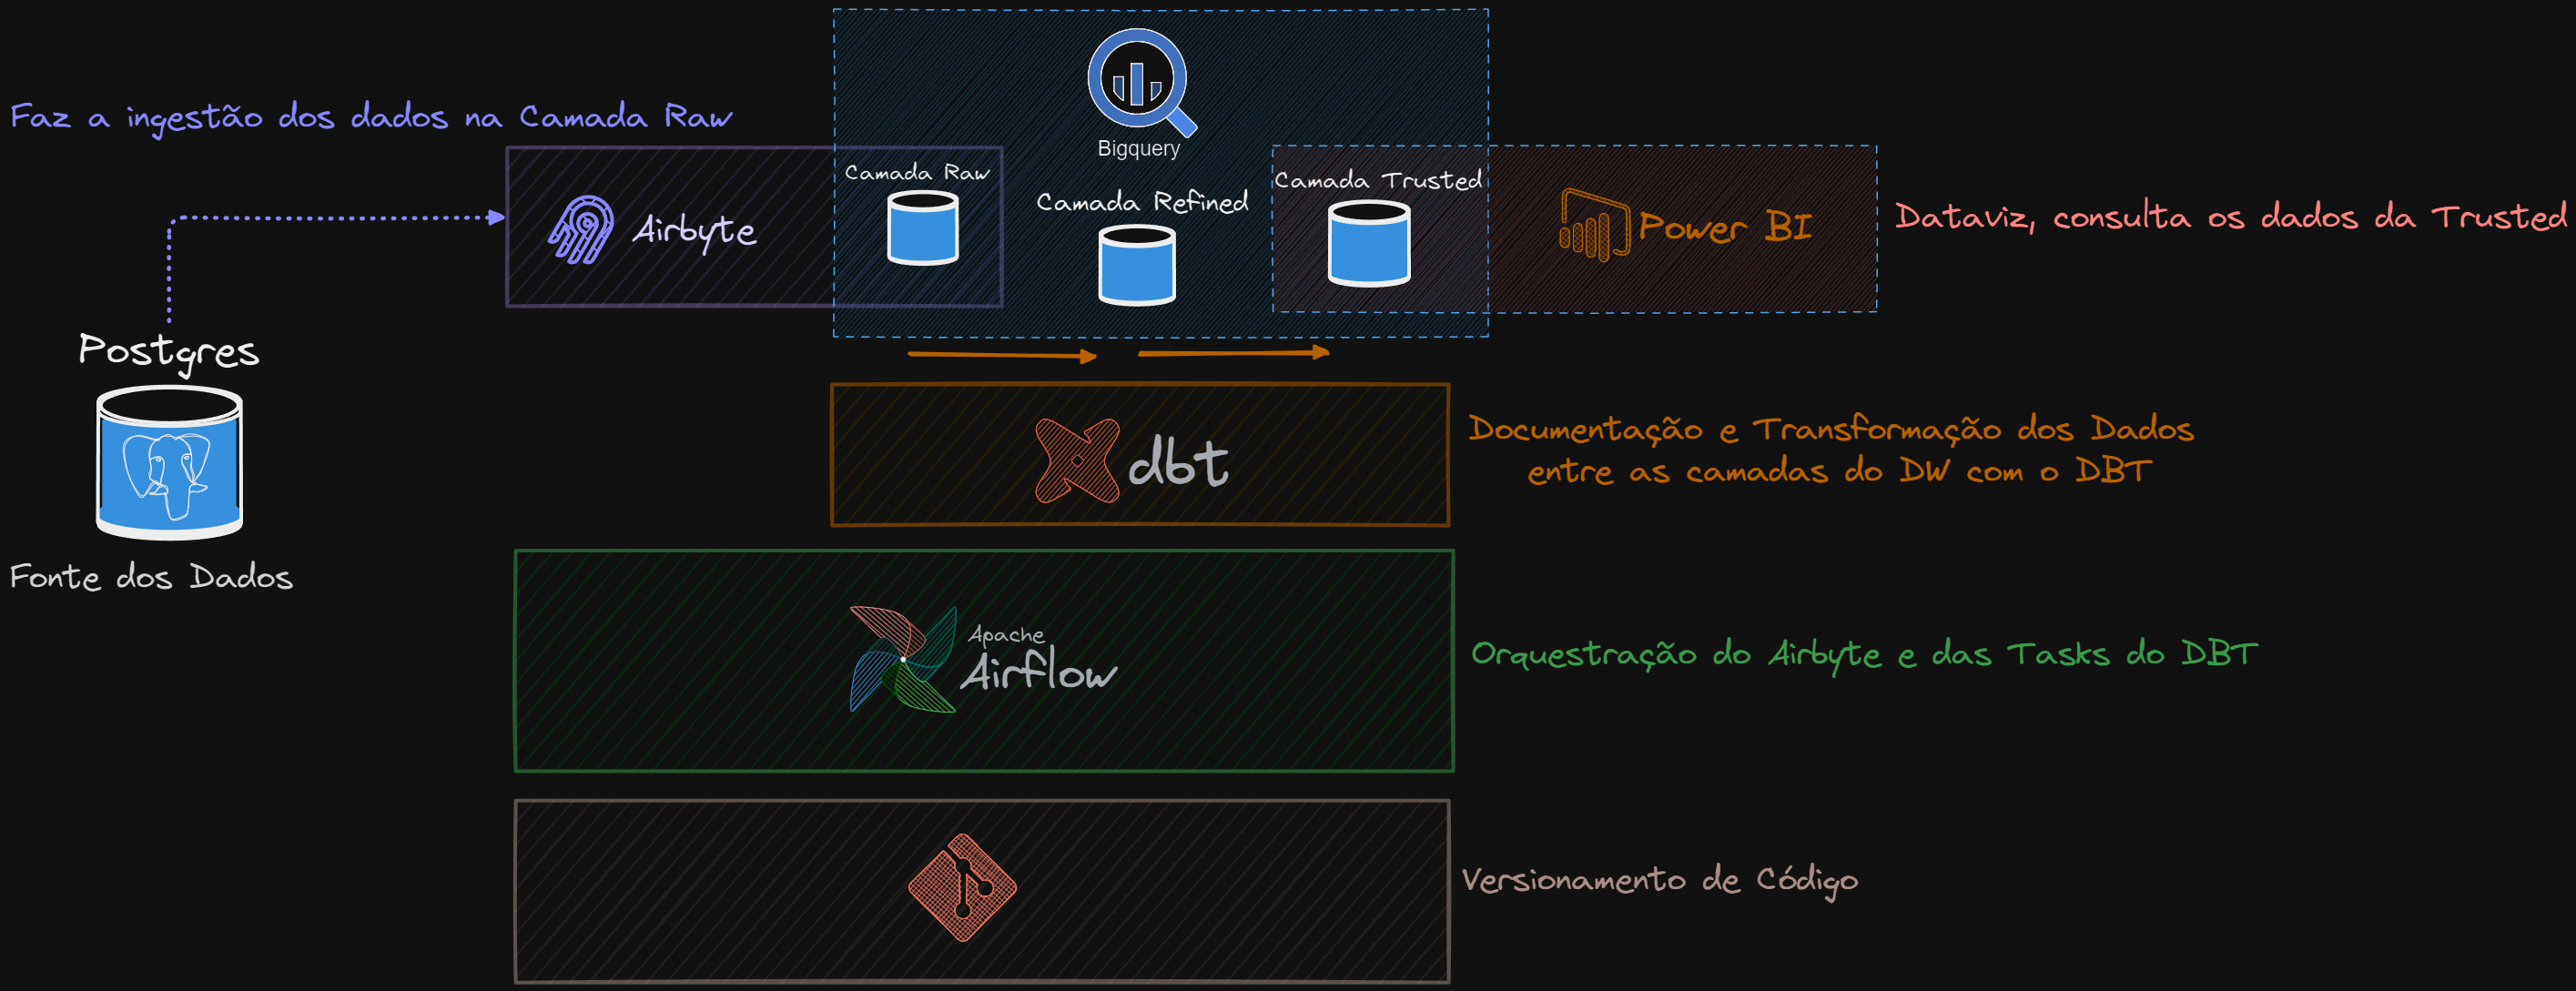 Faz a ingestão dos dados na Camada Raw
Bigquery
Camada Raw
Camada Refined
Camada Trusted
Airbyte
Power BI
Dataviz, consulta os dados da Trusted
Postgres
Fonte dos Dados
dbt
Documentação e Transformação dos Dados
entre as camadas do DW com o DBT
Apache
Airflow
Orquestração do Airbyte e das Tasks do DBT
Versionamento de Código